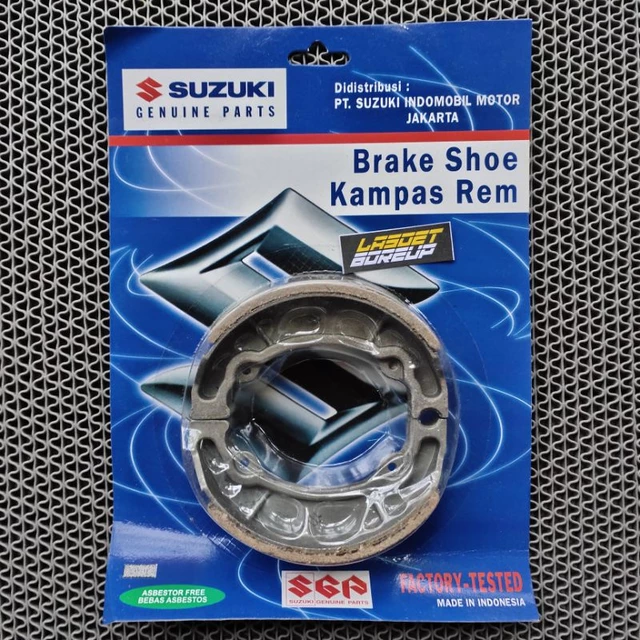 SUZUKI
GENUINE PARTS
Didistribusi :
PT. SUZUKI INDOMOBIL MOTOR
JAKARTA
Brake Shoe
Kampas Rem
LASOET
BOREUP
ASBESTOR FREE
BEBAS ASBESTOS
SGP
SUZUKI GENUINE PARTS
FACTORY-TESTED
MADE IN INDONESIA